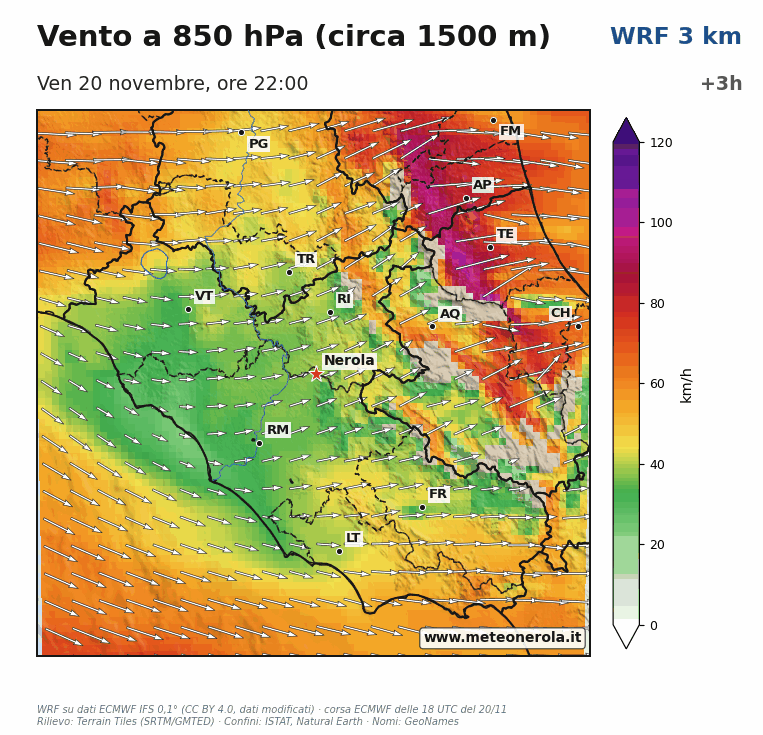 Vento a 850 hPa (circa 1500 m)
WRF 3 km
Ven 20 novembre, ore 22:00
+3h
PG
FM
AP
TE
TR
VT
RI
AQ
CH
Nerola
RM
FR
LT
www.meteonerola.it
120
100
80
60
40
20
0
km/h
WRF su dati ECMWF IFS 0,1° (CC BY 4.0, dati modificati) · corsa ECMWF delle 18 UTC del 20/11
Rilievo: Terrain Tiles (SRTM/GMTED) · Confini: ISTAT, Natural Earth · Nomi: GeoNames